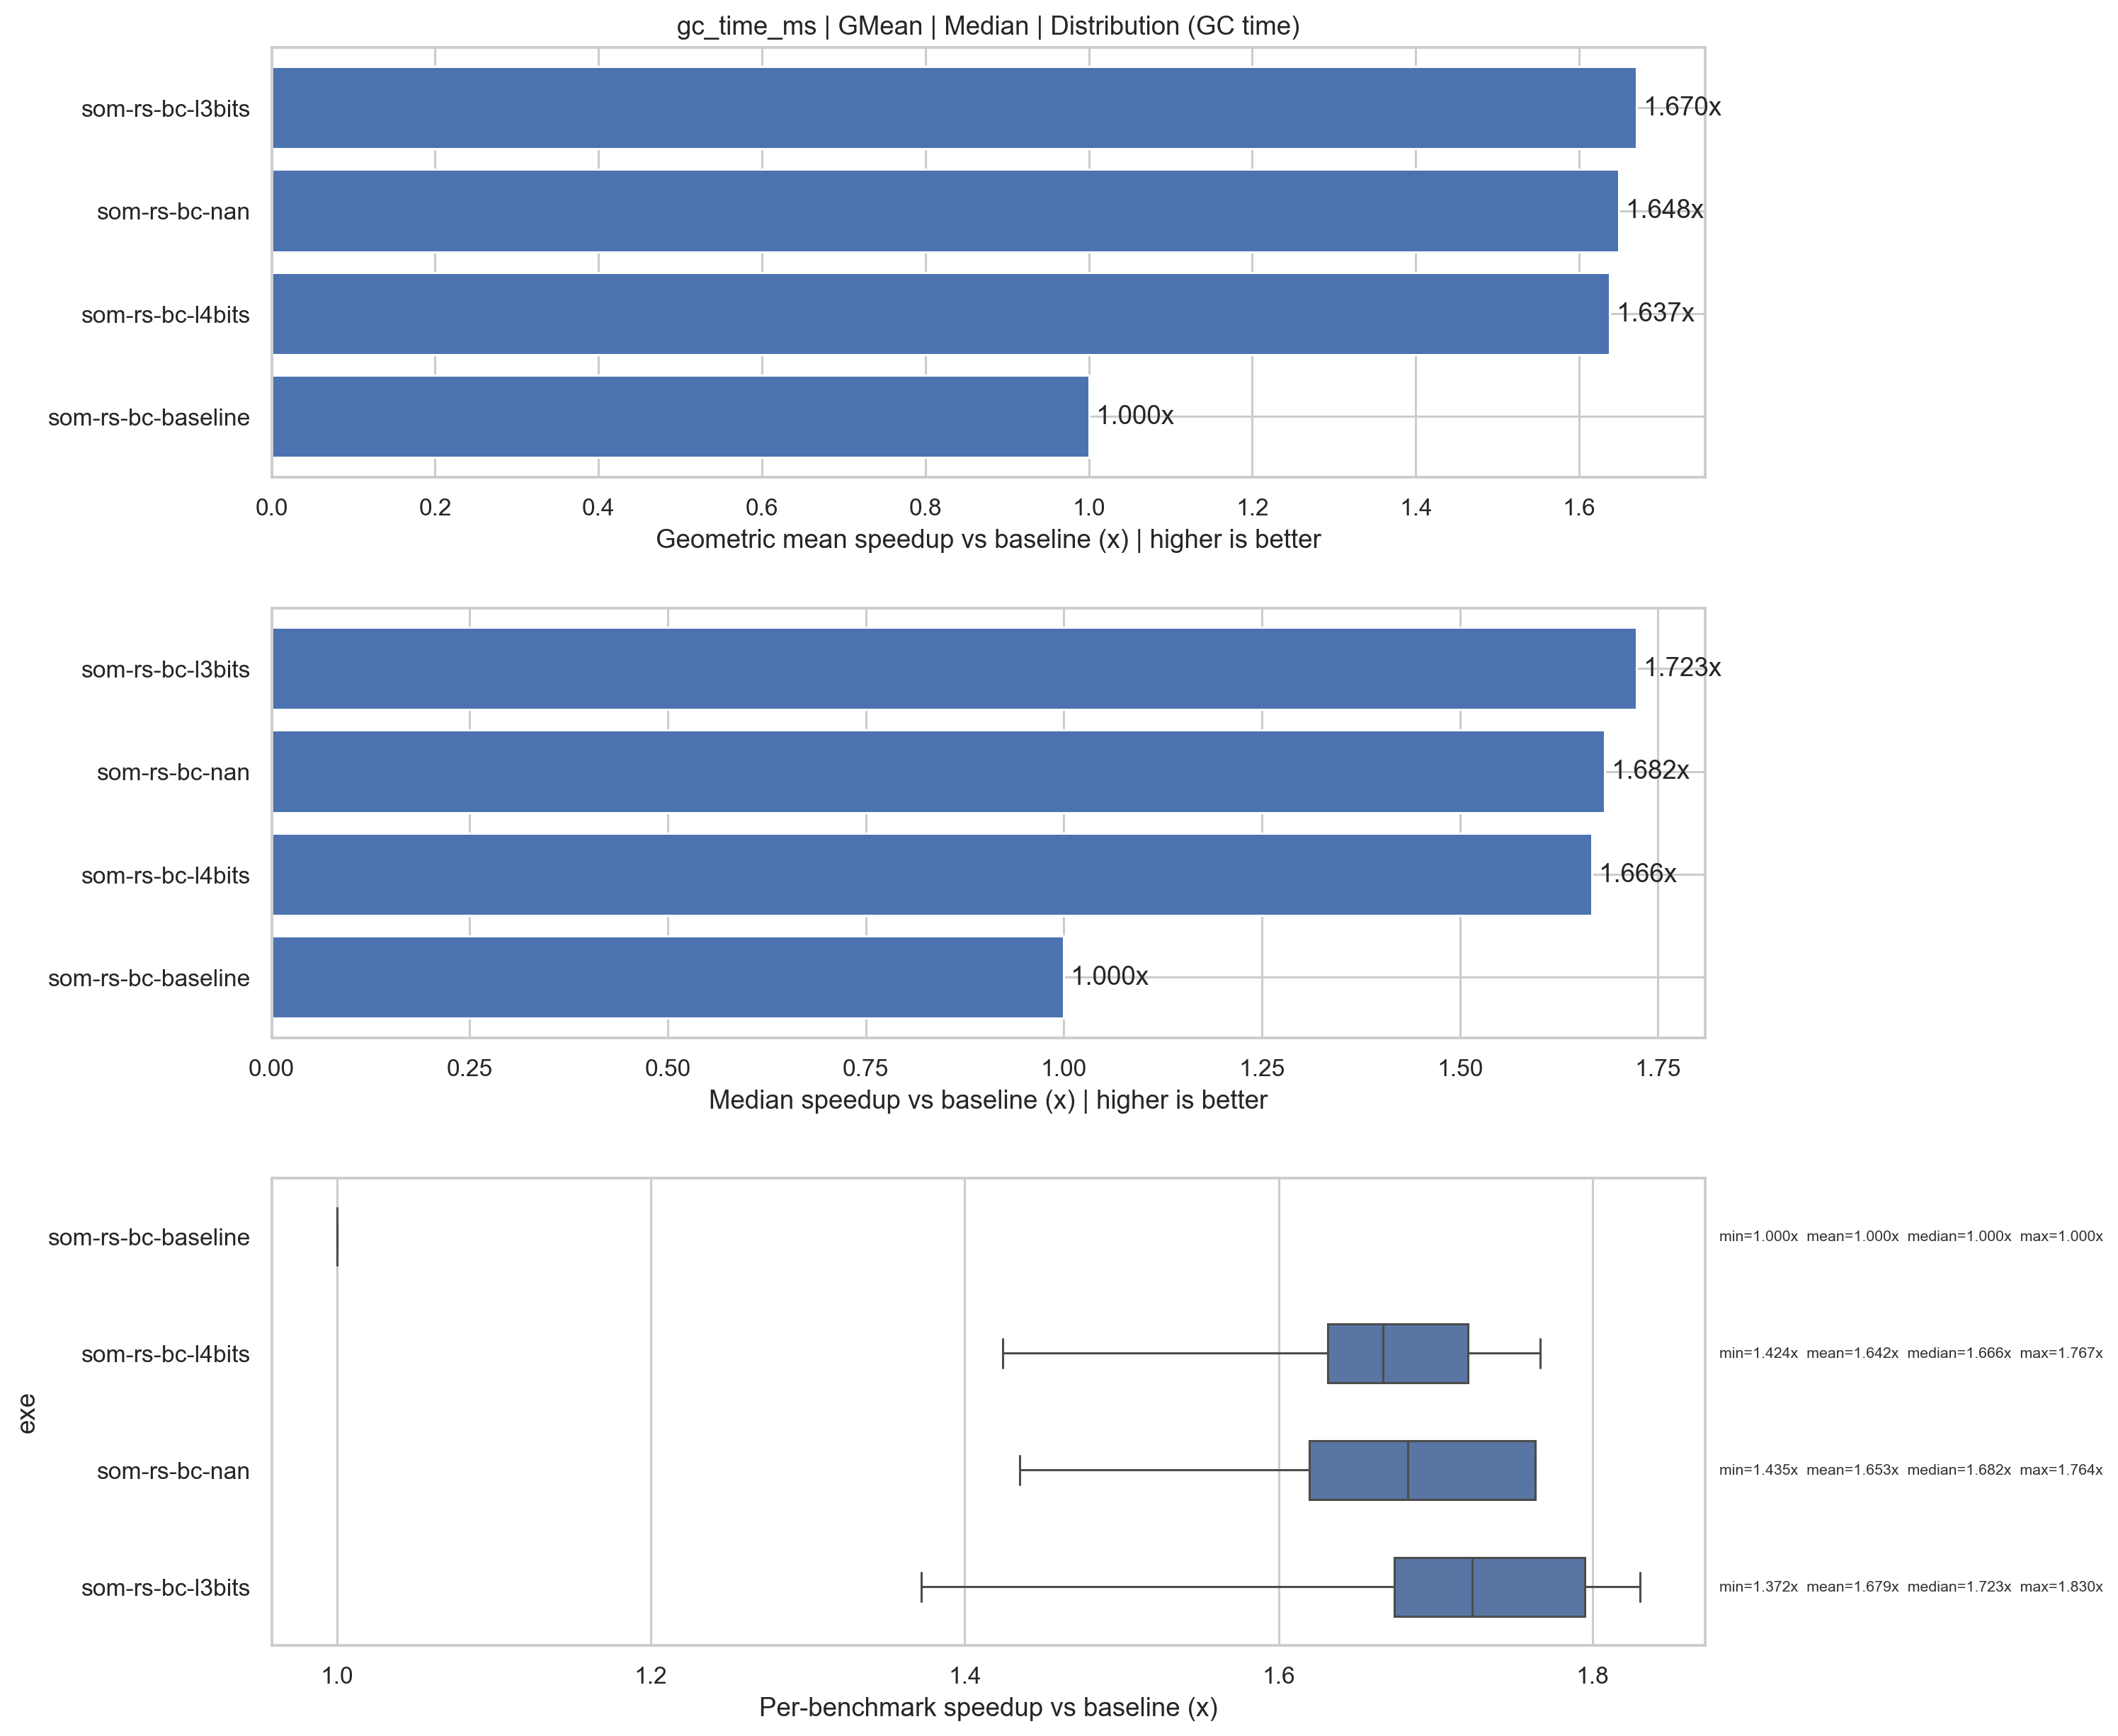 gc_time_ms | GMean | Median | Distribution (GC time)
som-rs-bc-l3bits
1.670x
som-rs-bc-nan
1.648x
som-rs-bc-l4bits
1.637x
som-rs-bc-baseline
1.000x
0.0 0.2 0.4 0.6 0.8 1.0 1.2 1.4 1.6
Geometric mean speedup vs baseline (x) | higher is better
som-rs-bc-l3bits
1.723x
som-rs-bc-nan
1.682x
som-rs-bc-l4bits
1.666x
som-rs-bc-baseline
1.000x
0.00 0.25 0.50 0.75 1.00 1.25 1.50 1.75
Median speedup vs baseline (x) | higher is better
exe
som-rs-bc-baseline
min=1.000x mean=1.000x median=1.000x max=1.000x
som-rs-bc-l4bits
min=1.424x mean=1.642x median=1.666x max=1.767x
som-rs-bc-nan
min=1.435x mean=1.653x median=1.682x max=1.764x
som-rs-bc-l3bits
min=1.372x mean=1.679x median=1.723x max=1.830x
1.0 1.2 1.4 1.6 1.8
Per-benchmark speedup vs baseline (x)